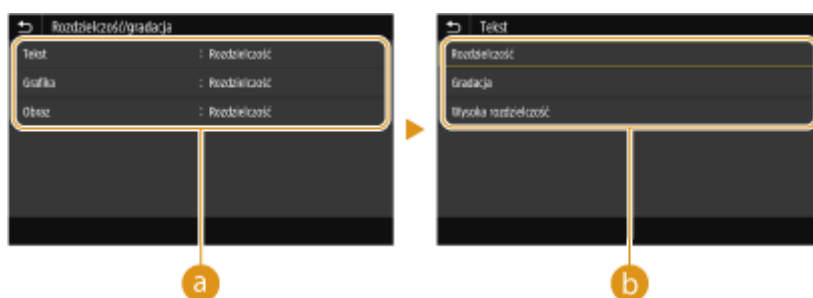 Rozdzielczość/gradacja
Tekst : Rozdzielczość
Grafika : Rozdzielczość
Obraz : Rozdzielczość
a
Tekst
Rozdzielczość
Gradacja
Wysoka rozdzielczość
b